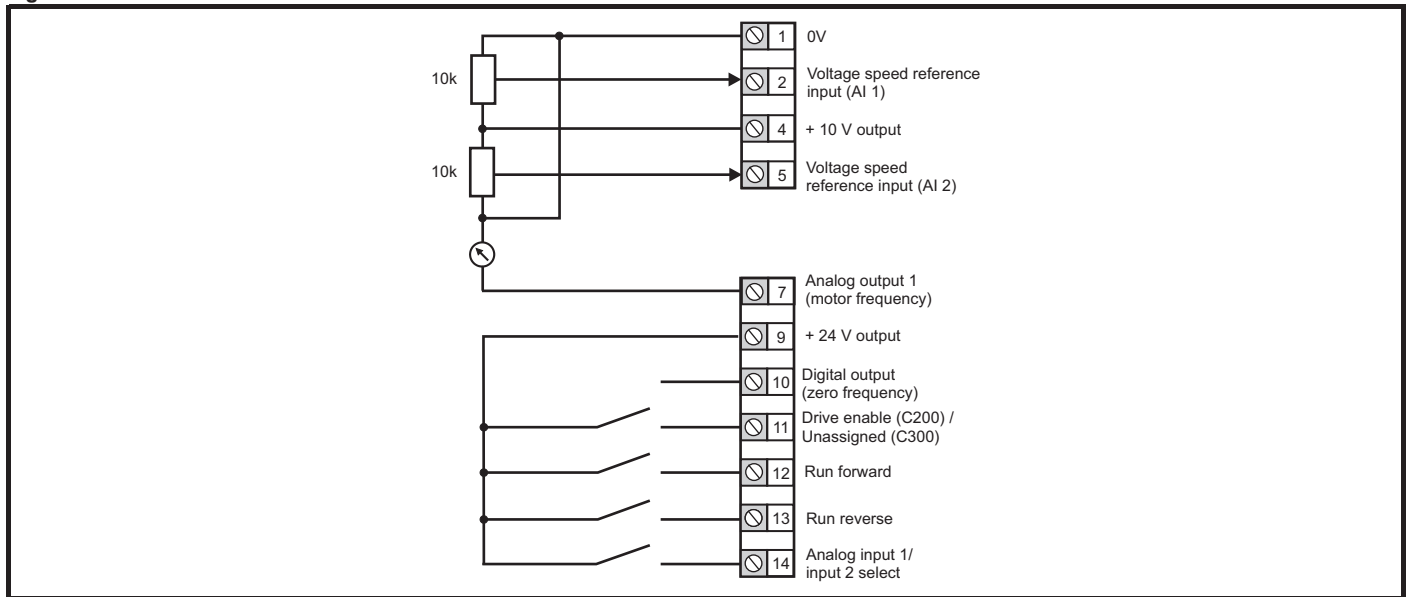 1 0V
10k
2 Voltage speed reference
input (AI 1)
4 + 10 V output
10k
5 Voltage speed
reference input (AI 2)
7 Analog output 1
(motor frequency)
9 + 24 V output
10 Digital output
(zero frequency)
11 Drive enable (C200) /
Unassigned (C300)
12 Run forward
13 Run reverse
14 Analog input 1/
input 2 select